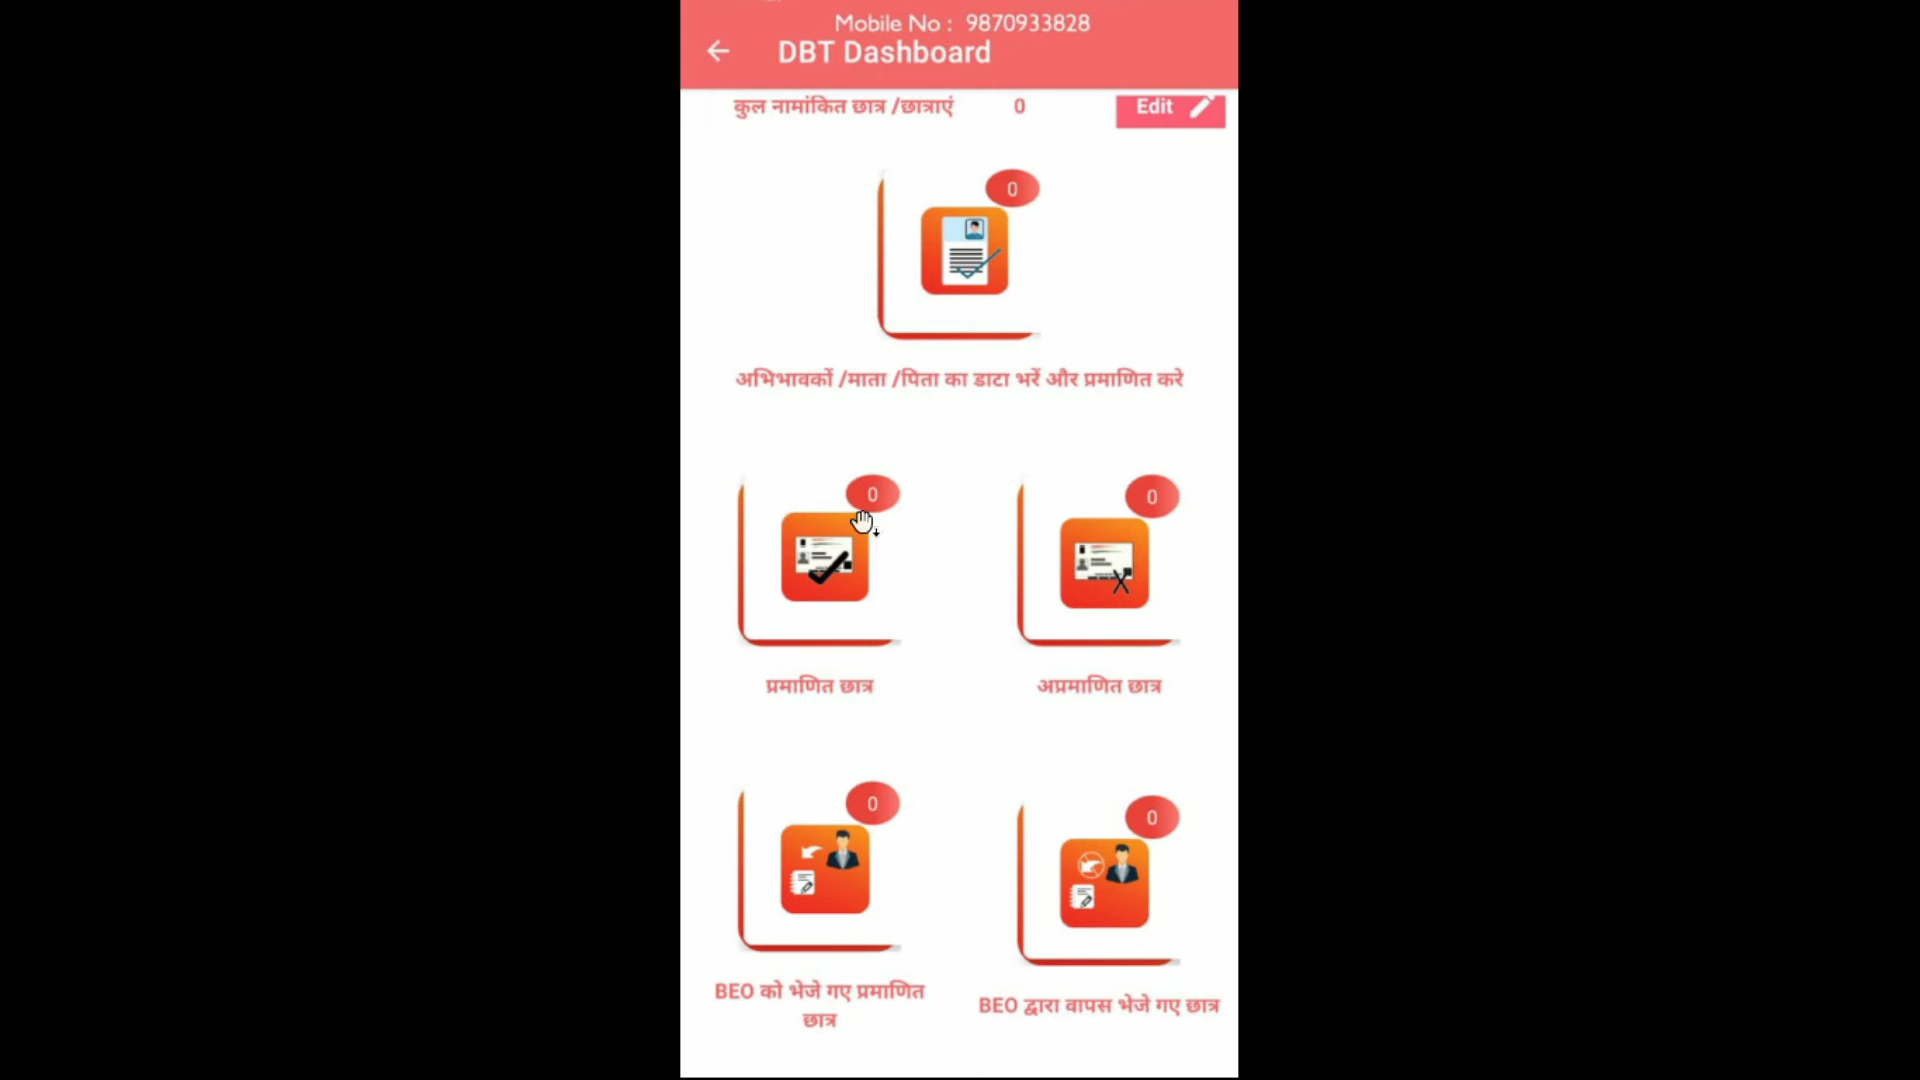 Mobile No : 9870933828
DBT Dashboard
कुल नामांकित छात्र /छात्राएं 0 Edit
0
अभिभावकों /माता /पिता का डाटा भरें और प्रमाणित करे
0 0
प्रमाणित छात्र अप्रमाणित छात्र
0 0
BEO को भेजे गए प्रमाणित
छात्र
BEO द्वारा वापस भेजे गए छात्र